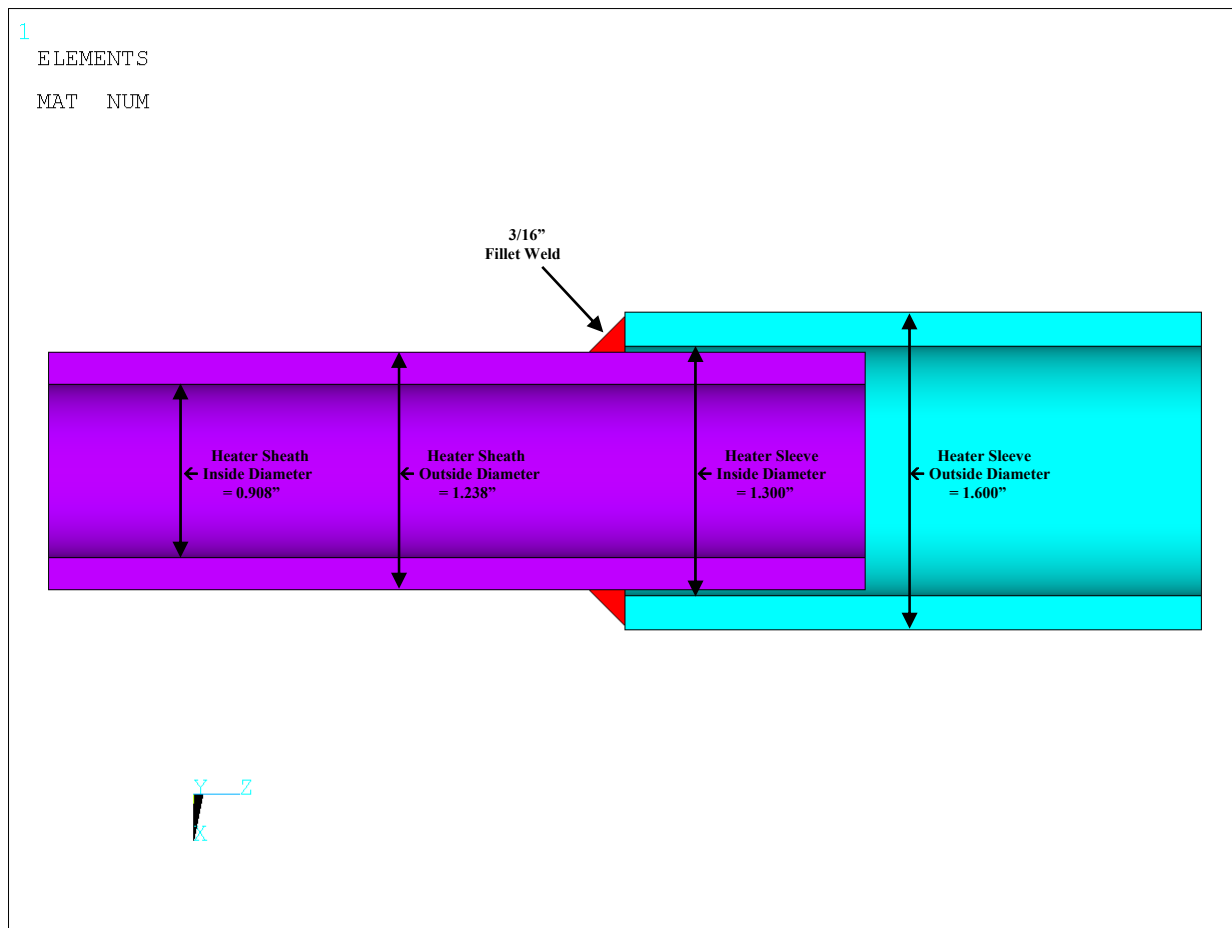 1
ELEMENTS
MAT NUM
3/16”
Fillet Weld
Heater Sheath
← Inside Diameter
= 0.908”
Heater Sheath
← Outside Diameter
= 1.238”
Heater Sleeve
← Inside Diameter
= 1.300”
Heater Sleeve
← Outside Diameter
= 1.600”
Y Z
X